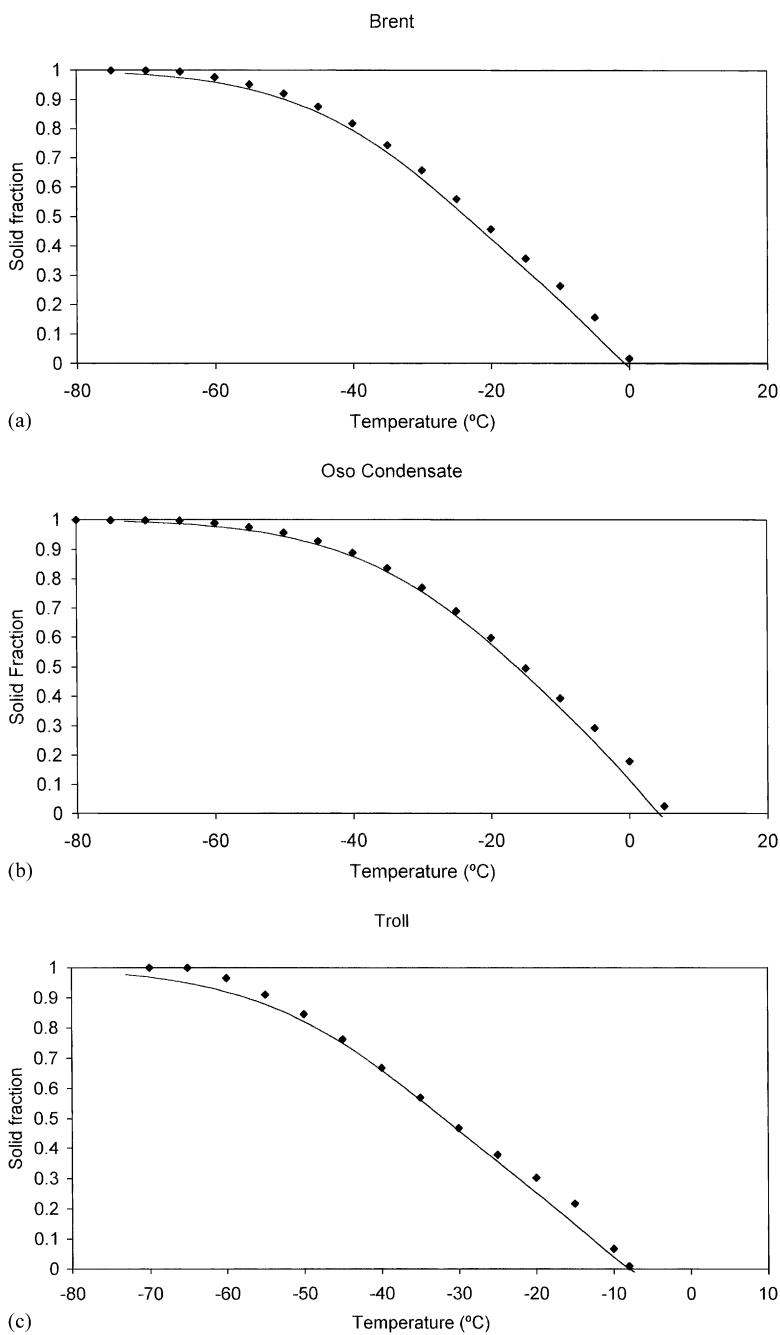 Brent
1
0.9
0.8
0.7
0.6
0.5
0.4
0.3
0.2
0.1
0
Solid fraction
-80 -60 -40 -20 0 20
Temperature (ºC)
(a)
Oso Condensate
1
0.9
0.8
0.7
0.6
0.5
0.4
0.3
0.2
0.1
0
Solid Fraction
-80 -60 -40 -20 0 20
Temperature (ºC)
(b)
Troll
1
0.9
0.8
0.7
0.6
0.5
0.4
0.3
0.2
0.1
0
Solid fraction
-80 -70 -60 -50 -40 -30 -20 -10 0 10
Temperature (ºC)
(c)